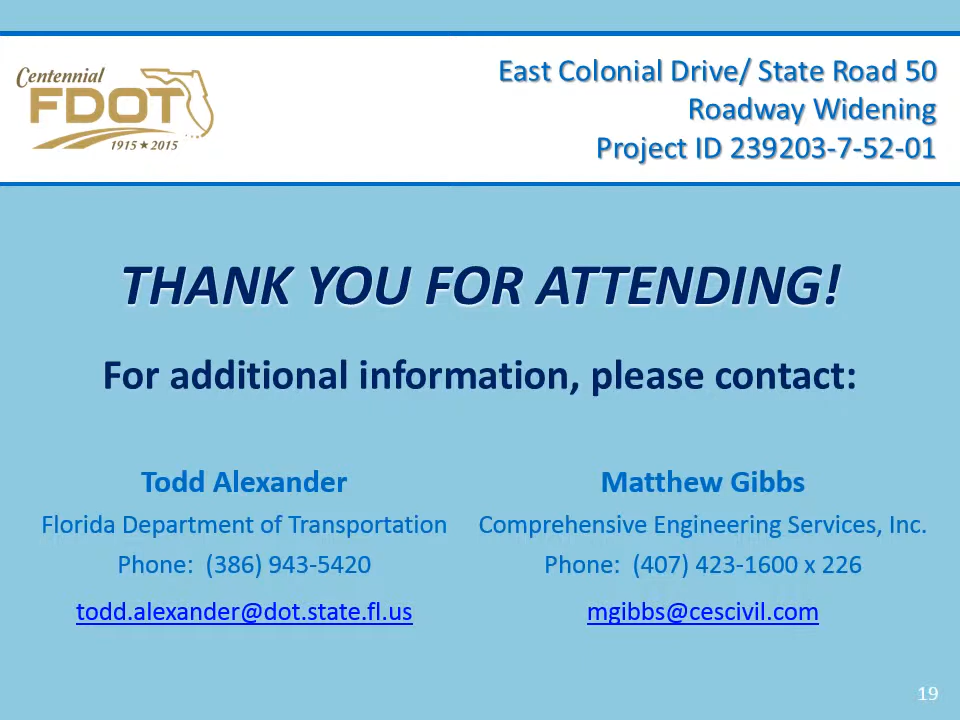 Centennial
FDOT
1915★2015
East Colonial Drive/ State Road 50
Roadway Widening
Project ID 239203-7-52-01
THANK YOU FOR ATTENDING!
For additional information, please contact:
Todd Alexander
Florida Department of Transportation
Phone:  (386) 943-5420
todd.alexander@dot.state.fl.us
Matthew Gibbs
Comprehensive Engineering Services, Inc.
Phone:  (407) 423-1600 x 226
mgibbs@cescivil.com
19